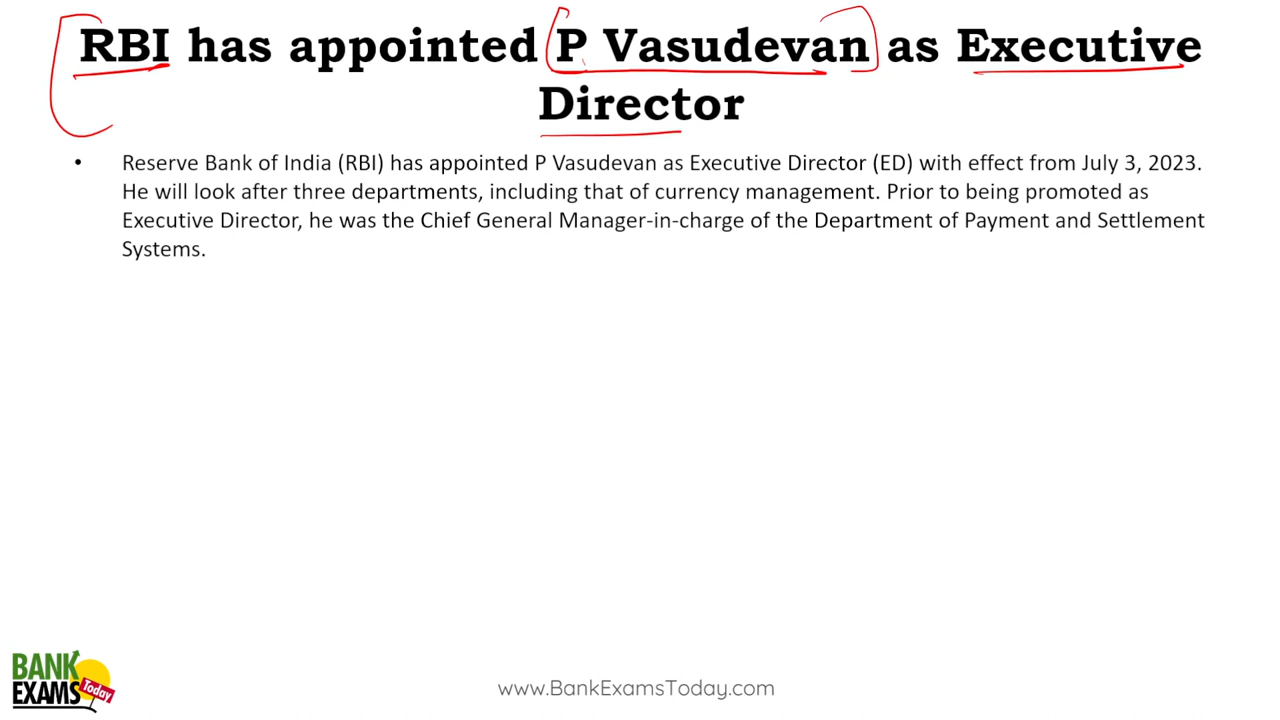 RBI has appointed P Vasudevan as Executive
Director
• Reserve Bank of India (RBI) has appointed P Vasudevan as Executive Director (ED) with effect from July 3, 2023.
He will look after three departments, including that of currency management. Prior to being promoted as
Executive Director, he was the Chief General Manager-in-charge of the Department of Payment and Settlement
Systems.
BANK
EXAMS Today
www.BankExamsToday.com